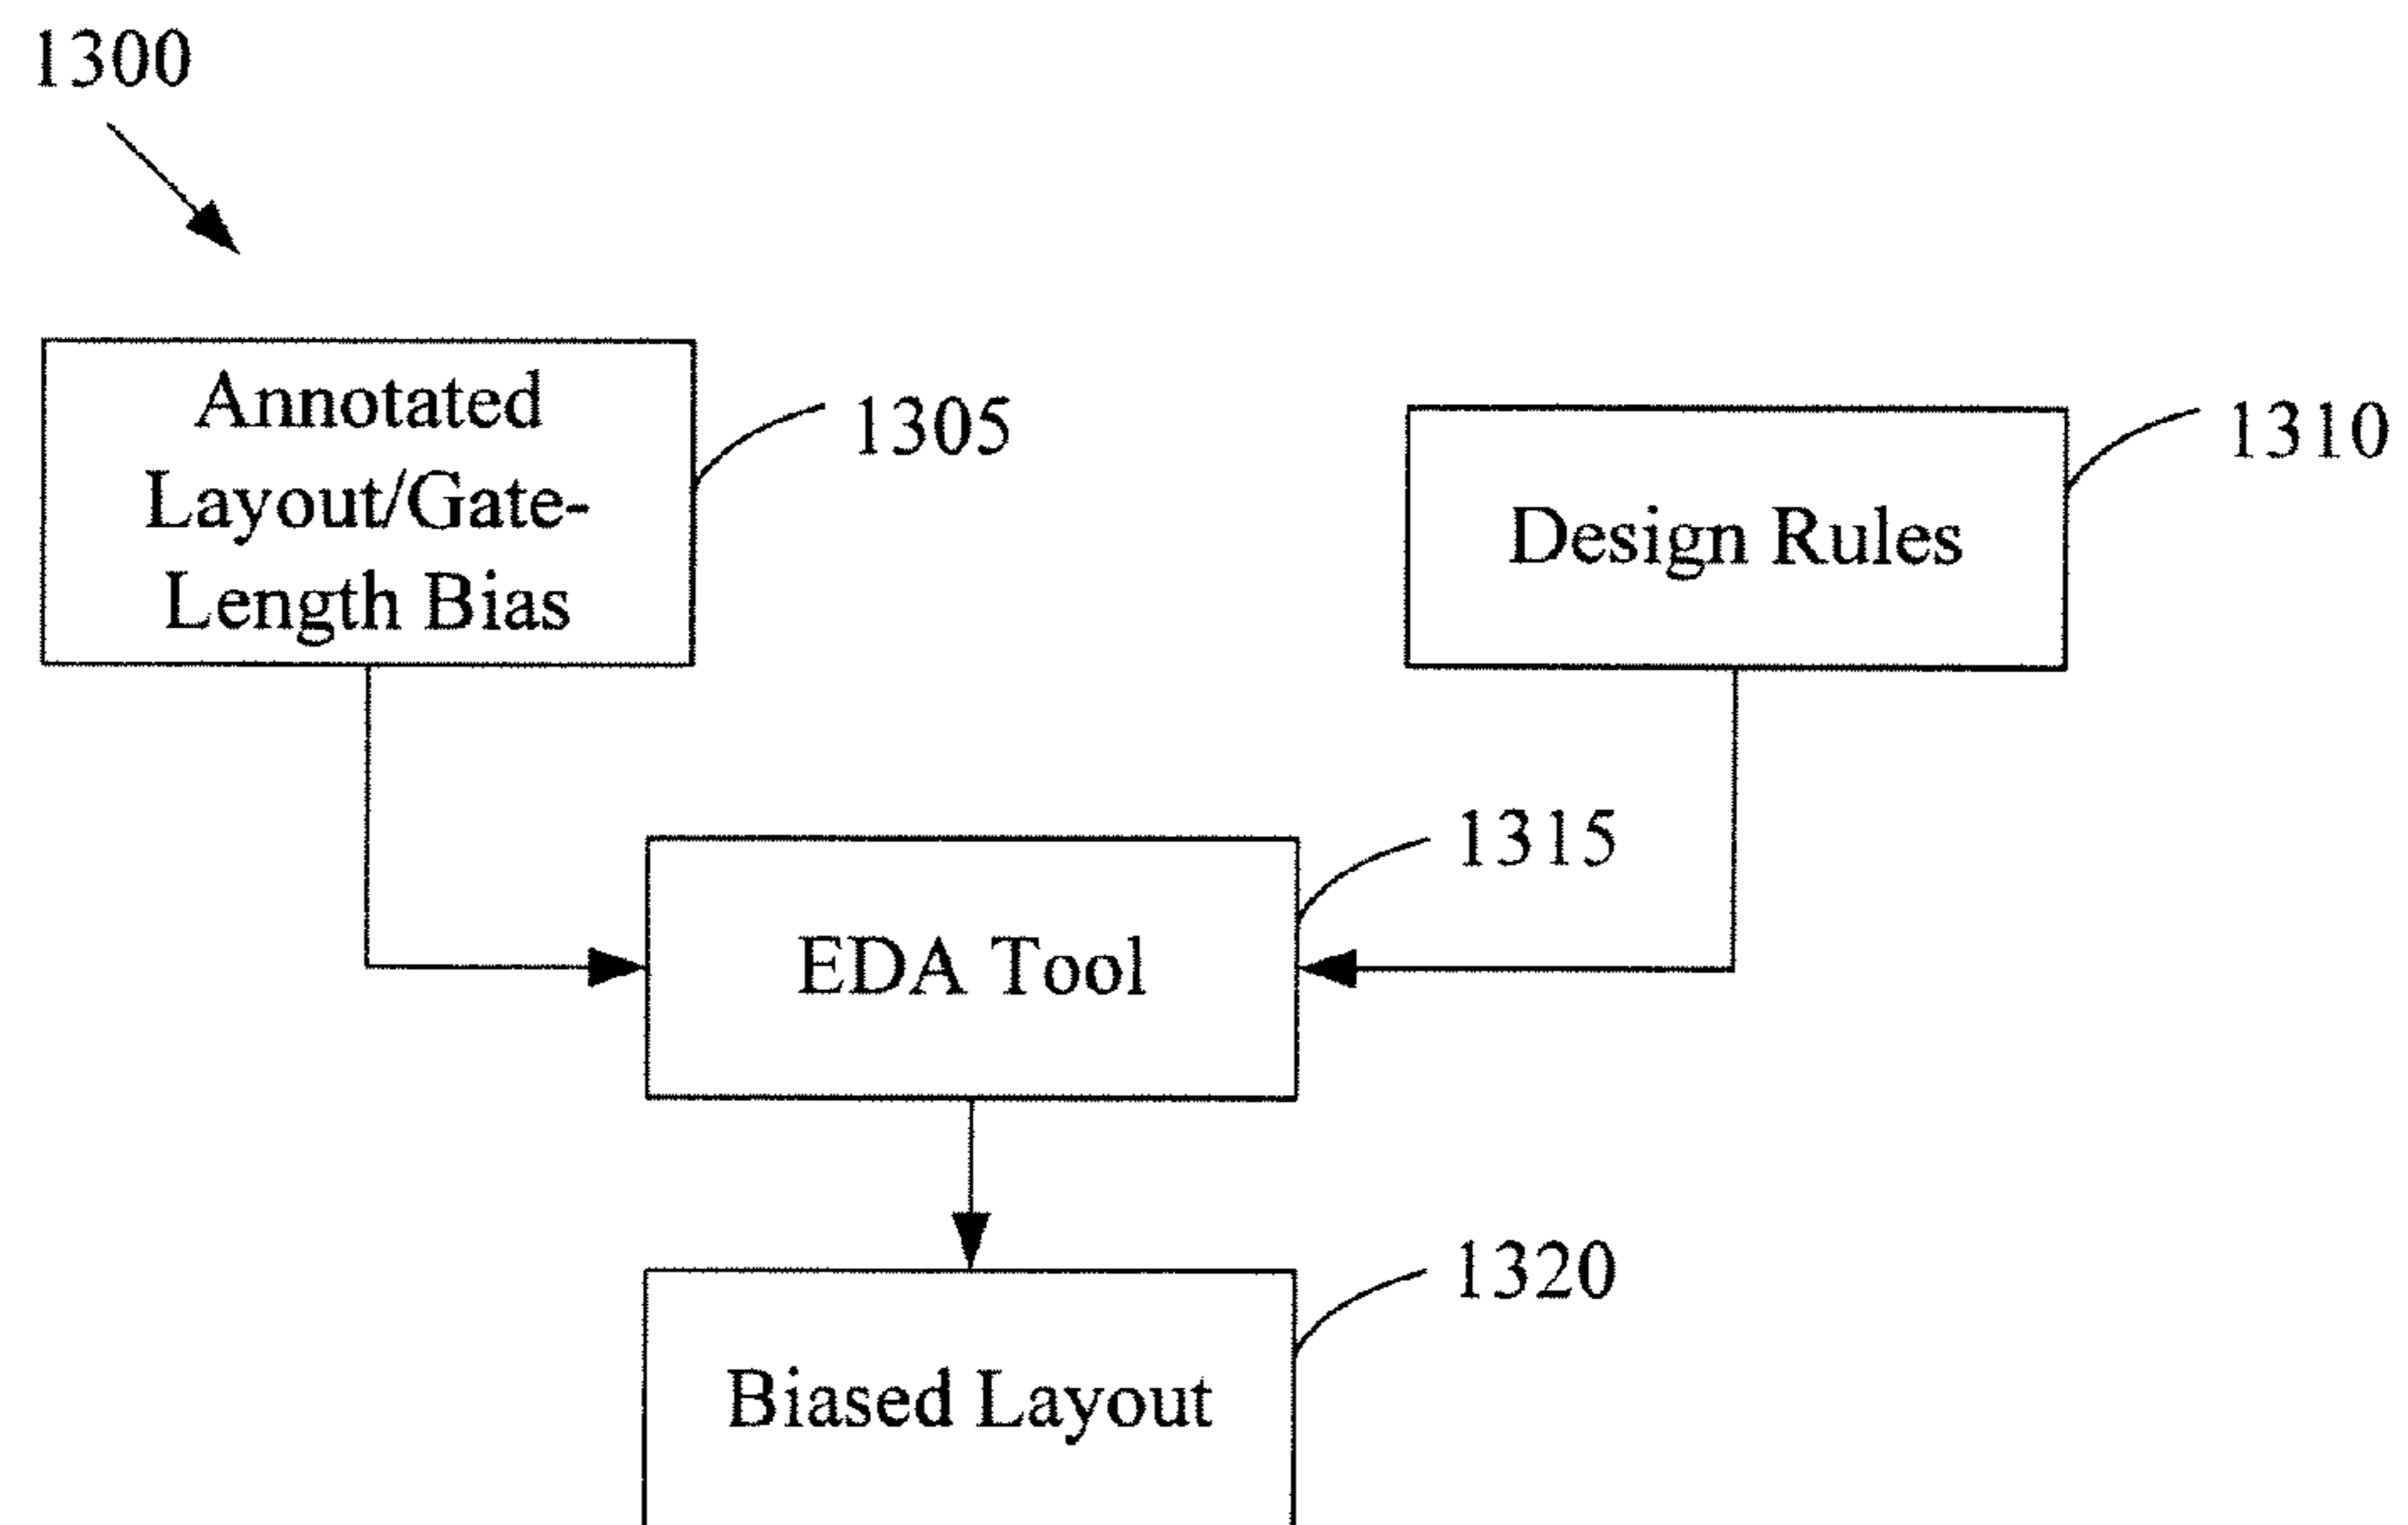 1300
Annotated
Layout/Gate-
Length Bias
1305
Design Rules
1310
EDA Tool
1315
Biased Layout
1320